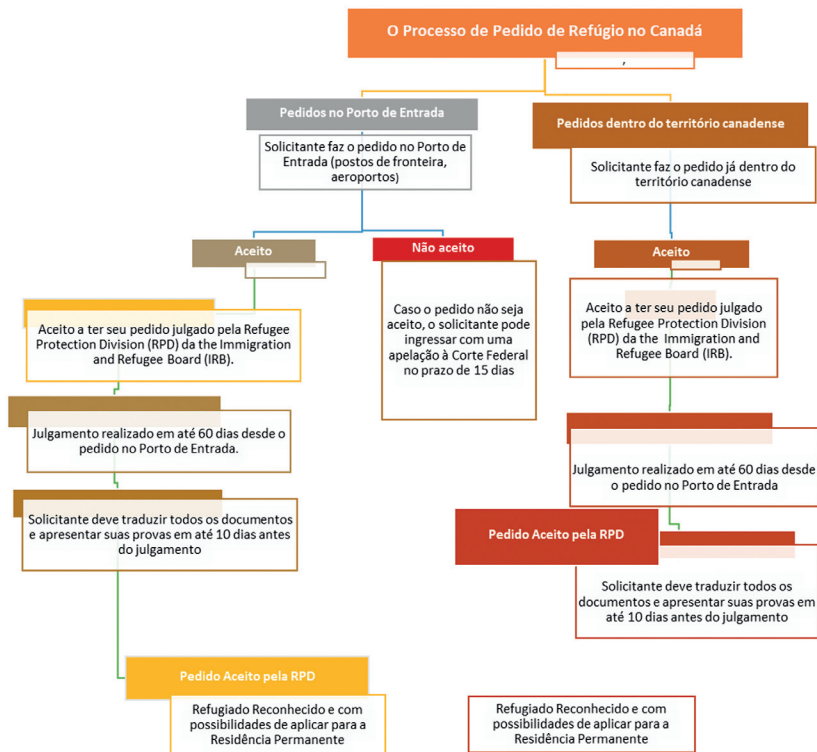 O Processo de Pedido de Refúgio no Canadá
,
Pedidos no Porto de Entrada
Solicitante faz o pedido no Porto de
Entrada (postos de fronteira,
aeroportos)
Pedidos dentro do território canadense
Solicitante faz o pedido já dentro do
território canadense
Aceito
Não aceito
Caso o pedido não seja
aceito, o solicitante pode
ingressar com uma
apelação à Corte Federal
no prazo de 15 dias
Aceito
Aceito a ter seu pedido julgado pela Refugee
Protection Division (RPD) da the Immigration
and Refugee Board (IRB).
Aceito a ter seu pedido julgado
pela Refugee Protection Division
(RPD) da the Immigration and
Refugee Board (IRB).
Julgamento realizado em até 60 dias desde o
pedido no Porto de Entrada.
Julgamento realizado em até 60 dias desde
o pedido no Porto de Entrada
Solicitante deve traduzir todos os documentos
e apresentar suas provas em até 10 dias antes
do julgamento
Pedido Aceito pela RPD
Solicitante deve traduzir todos os
documentos e apresentar suas provas em
até 10 dias antes do julgamento
Pedido Aceito pela RPD
Refugiado Reconhecido e com
possibilidades de aplicar para a
Residência Permanente
Refugiado Reconhecido e com
possibilidades de aplicar para a
Residência Permanente